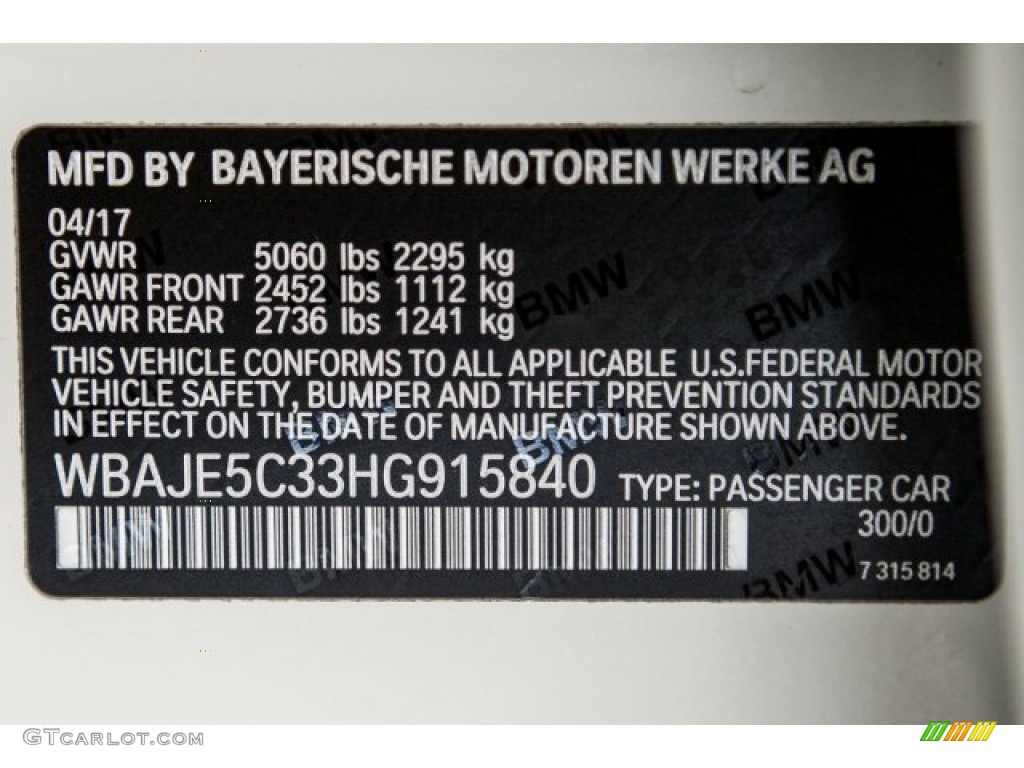 MFD BY BAYERISCHE MOTOREN WERKE AG
04/17
GVWR 5060 lbs 2295 kg
GAWR FRONT 2452 lbs 1112 kg
GAWR REAR 2736 lbs 1241 kg
THIS VEHICLE CONFORMS TO ALL APPLICABLE U.S.FEDERAL MOTOR
VEHICLE SAFETY, BUMPER AND THEFT PREVENTION STANDARDS
IN EFFECT ON THE DATE OF MANUFACTURE SHOWN ABOVE.
WBAJE5C33HG915840 TYPE: PASSENGER CAR
300/0
7 315 814
BMW
BMW
BMW
GTCarLot.com